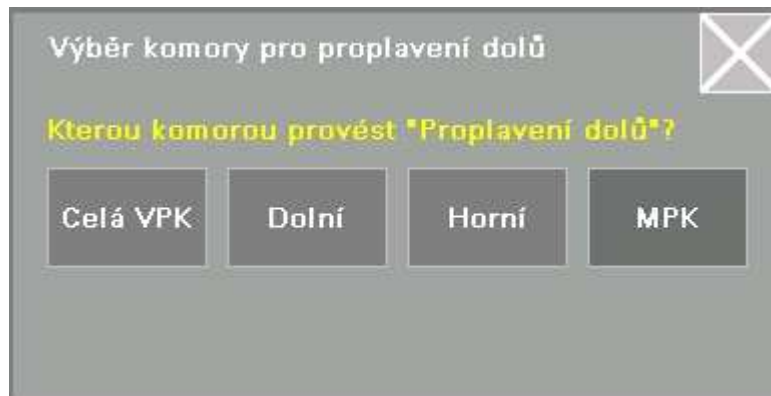 Výběr komory pro proplavení dolů
Kterou komorou provést "Proplavení dolů"?
Celá VPK Dolní Horní MPK